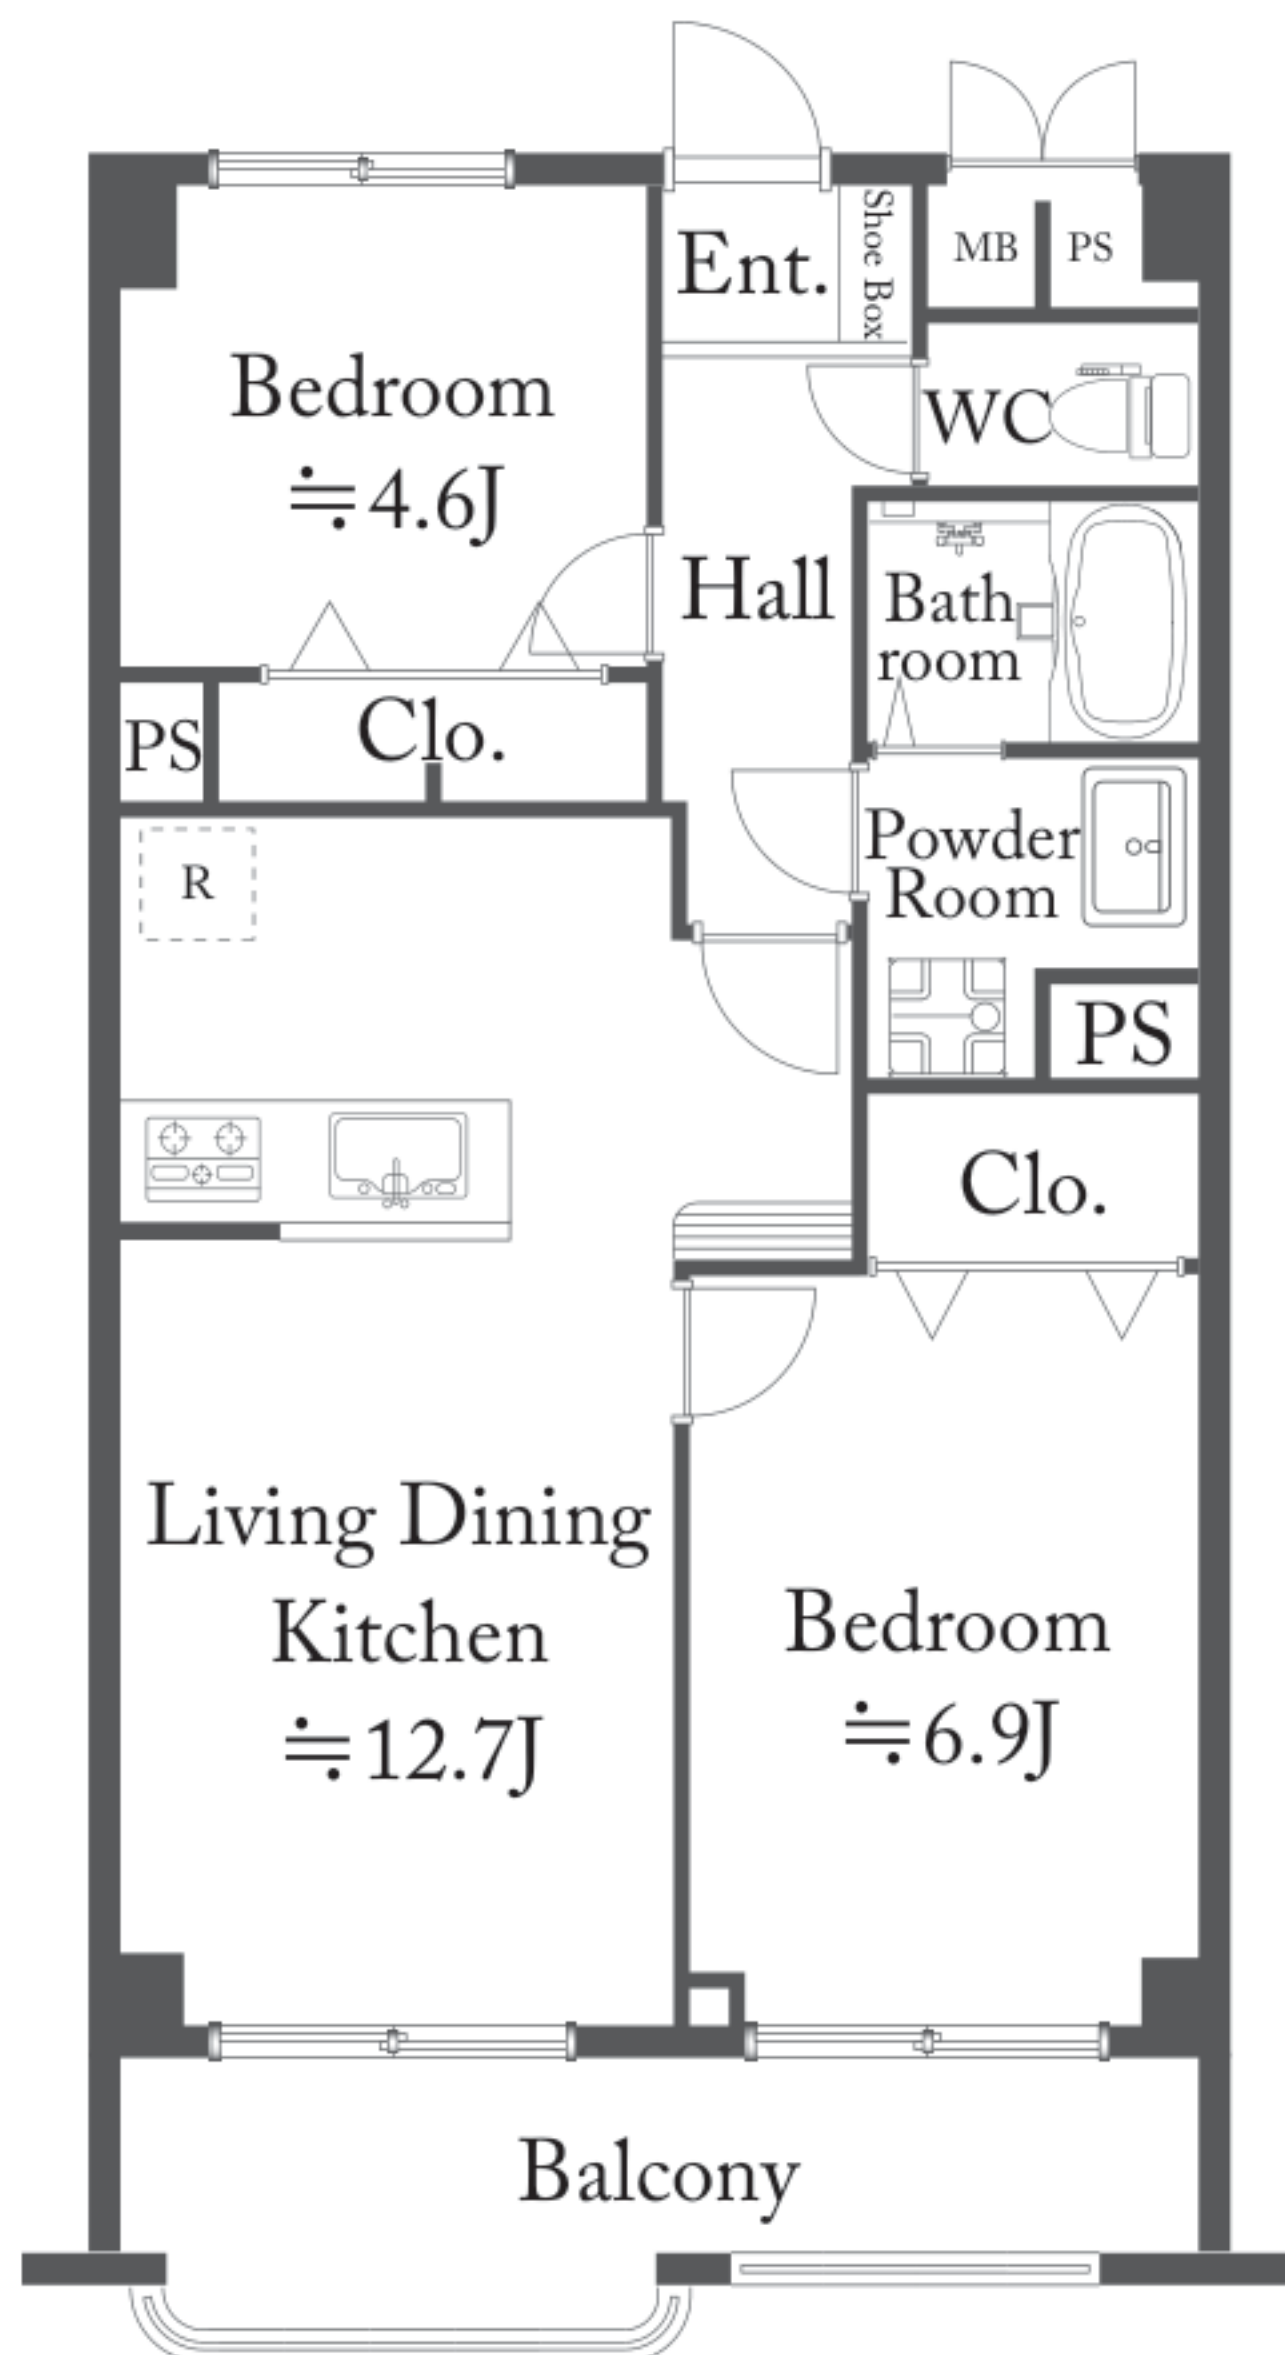 Ent.
Shoe Box
MB
PS
Bedroom
≒4.6J
WC
Hall
Bath
room
PS
Clo.
Powder
Room
R
PS
Clo.
Living Dining
Kitchen
≒12.7J
Bedroom
≒6.9J
Balcony